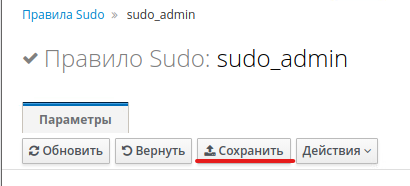 Правила Sudo » sudo_admin
Правило Sudo: sudo_admin
Параметры
Обновить Вернуть Сохранить Действия